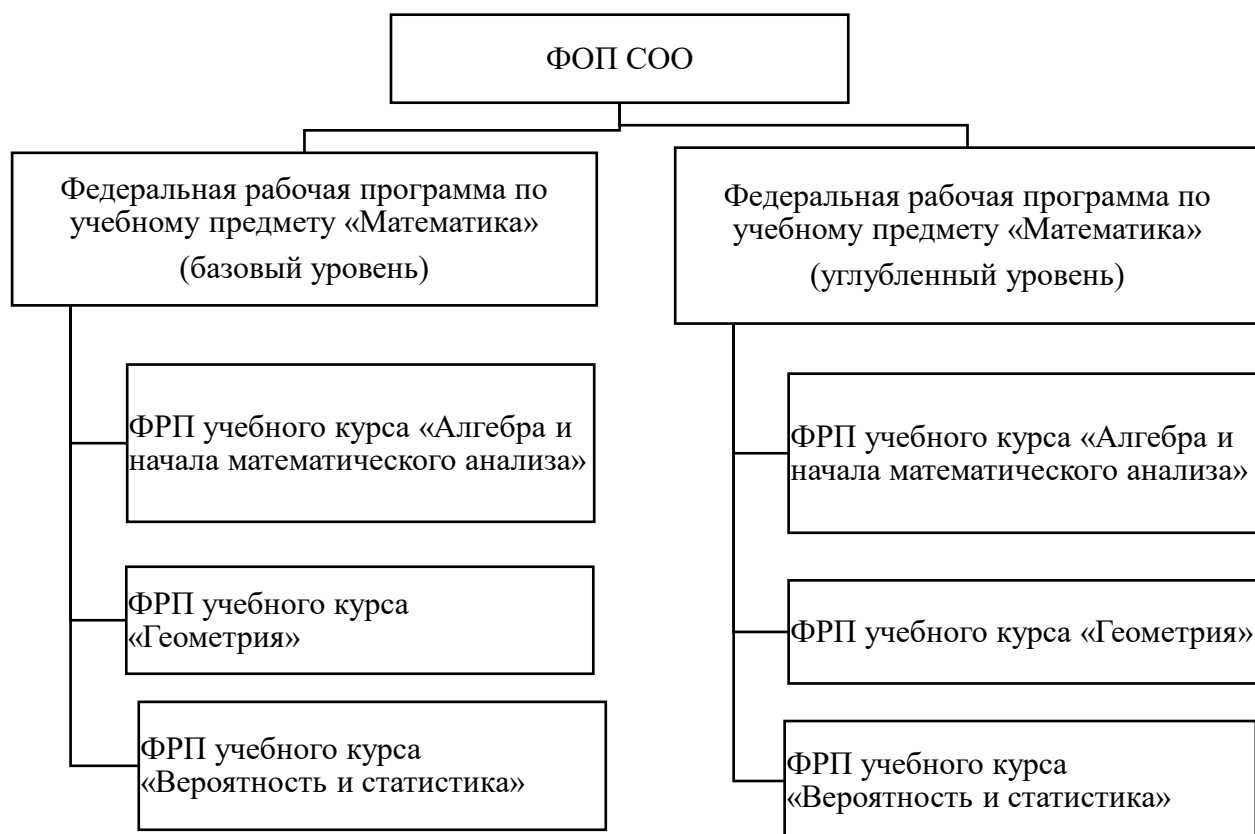 ФОП СОО
Федеральная рабочая программа по
учебному предмету «Математика»
(базовый уровень)
ФРП учебного курса «Алгебра и
начала математического анализа»
ФРП учебного курса
«Геометрия»
ФРП учебного курса
«Вероятность и статистика»
Федеральная рабочая программа по
учебному предмету «Математика»
(углубленный уровень)
ФРП учебного курса «Алгебра и
начала математического анализа»
ФРП учебного курса «Геометрия»
ФРП учебного курса
«Вероятность и статистика»